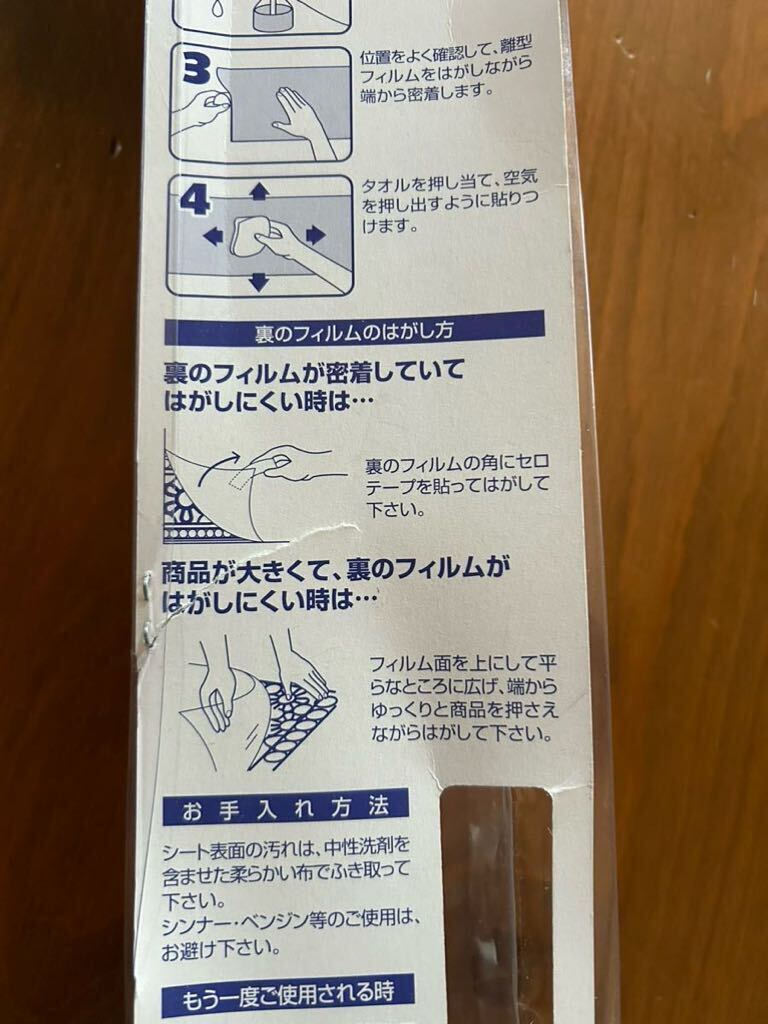 3
位置をよく確認して、離型
フィルムをはがしながら
端から密着します。
4
タオルを押し当て、空気
を押し出すように貼りつ
けます。
裏のフィルムのはがし方
裏のフィルムが密着していて
はがしにくい時は…
裏のフィルムの角にセロ
テープを貼ってはがして
下さい。
商品が大きくて、裏のフィルムが
はがしにくい時は…
フィルム面を上にして平
らなところに広げ、端から
ゆっくりと商品を押さえ
ながらはがして下さい。
お手入れ方法
シート表面の汚れは、中性洗剤を
含ませた柔らかい布でふき取って
下さい。
シンナー・ベンジン等のご使用は、
お避け下さい。
もう一度ご使用される時